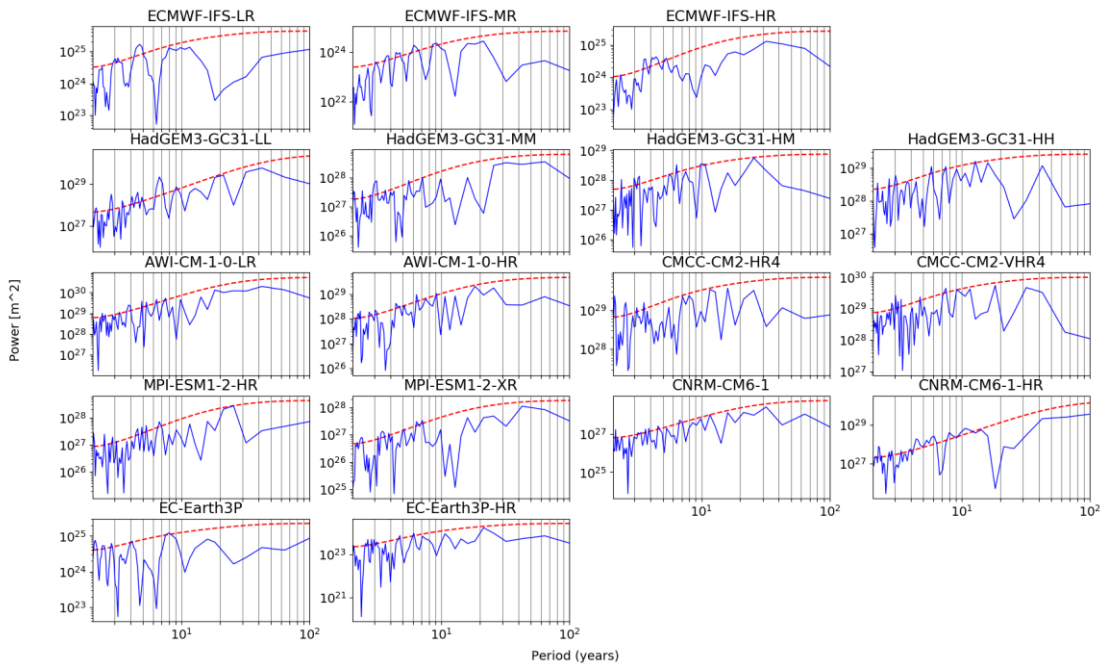 ECMWF-IFS-LR ECMWF-IFS-MR ECMWF-IFS-HR
10^25 10^24 10^25
10^24 10^24
10^23 10^22 10^23
HadGEM3-GC31-LL HadGEM3-GC31-MM HadGEM3-GC31-HM HadGEM3-GC31-HH
10^29 10^29
10^29 10^28 10^28 10^28
10^27 10^27 10^27 10^27
10^26 10^26 10^26
AWI-CM-1-0-LR AWI-CM-1-0-HR CMCC-CM2-HR4 CMCC-CM2-VHR4
10^30 10^29 10^30
10^29 10^28 10^29 10^29
10^28 10^27 10^28 10^28
10^27 10^26 10^27
MPI-ESM1-2-HR MPI-ESM1-2-XR CNRM-CM6-1 CNRM-CM6-1-HR
10^28 10^28 10^29
10^27 10^27 10^27
10^26 10^26 10^25 10^27
10^25
EC-Earth3P EC-Earth3P-HR
10^25 10^23
10^24
10^23 10^21
10^1 10^2 10^1 10^2 10^1 10^2 10^1 10^2
Power [m^2]
Period (years)